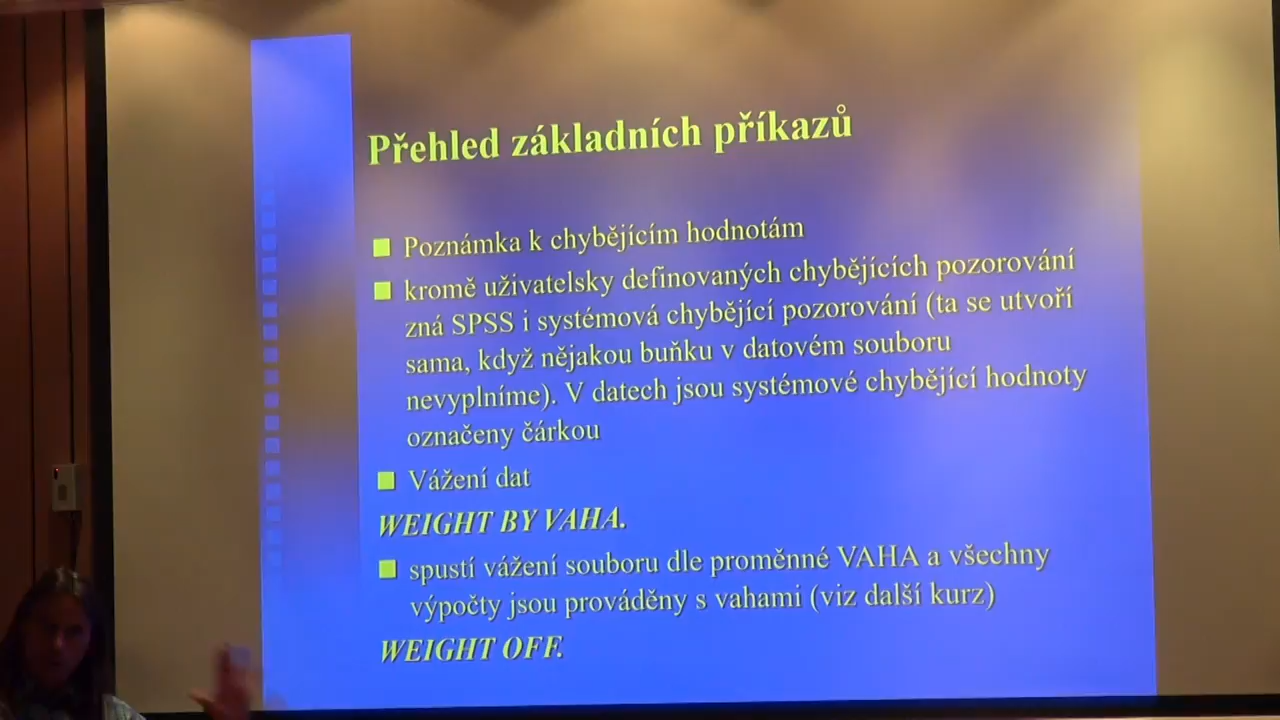 Přehled základních příkazů
Poznámka k chybějícím hodnotám
kromě uživatelsky definovaných chybějících pozorování
zná SPSS i systémová chybějící pozorování (ta se utvoří
sama, když nějakou buňku v datovém souboru
nevyplníme). V datech jsou systémové chybějící hodnoty
označeny čárkou
Vážení dat
WEIGHT BY VAHA.
spustí vážení souboru dle proměnné VAHA a všechny
výpočty jsou prováděny s vahami (viz další kurz)
WEIGHT OFF.